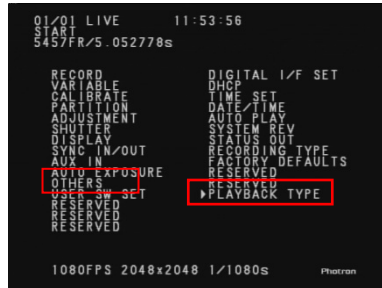 01/01 LIVE 11:53:56
START
5457FR/5.052778s
RECORD
VARIABLE
CALIBRATE
PARTITION
ADJUSTMENT
SHUTTER
DISPLAY
SYNC IN/OUT
AUX IN
AUTO EXPOSURE
OTHERS
USER SW SET
RESERVED
RESERVED
RESERVED
DIGITAL I/F SET
DHCP
TIME SET
DATE/TIME
AUTO PLAY
SYSTEM REV
STATUS OUT
RECORDING TYPE
FACTORY DEFAULTS
RESERVED
RESERVED
PLAYBACK TYPE
1080FPS 2048x2048 1/1080s
Photron